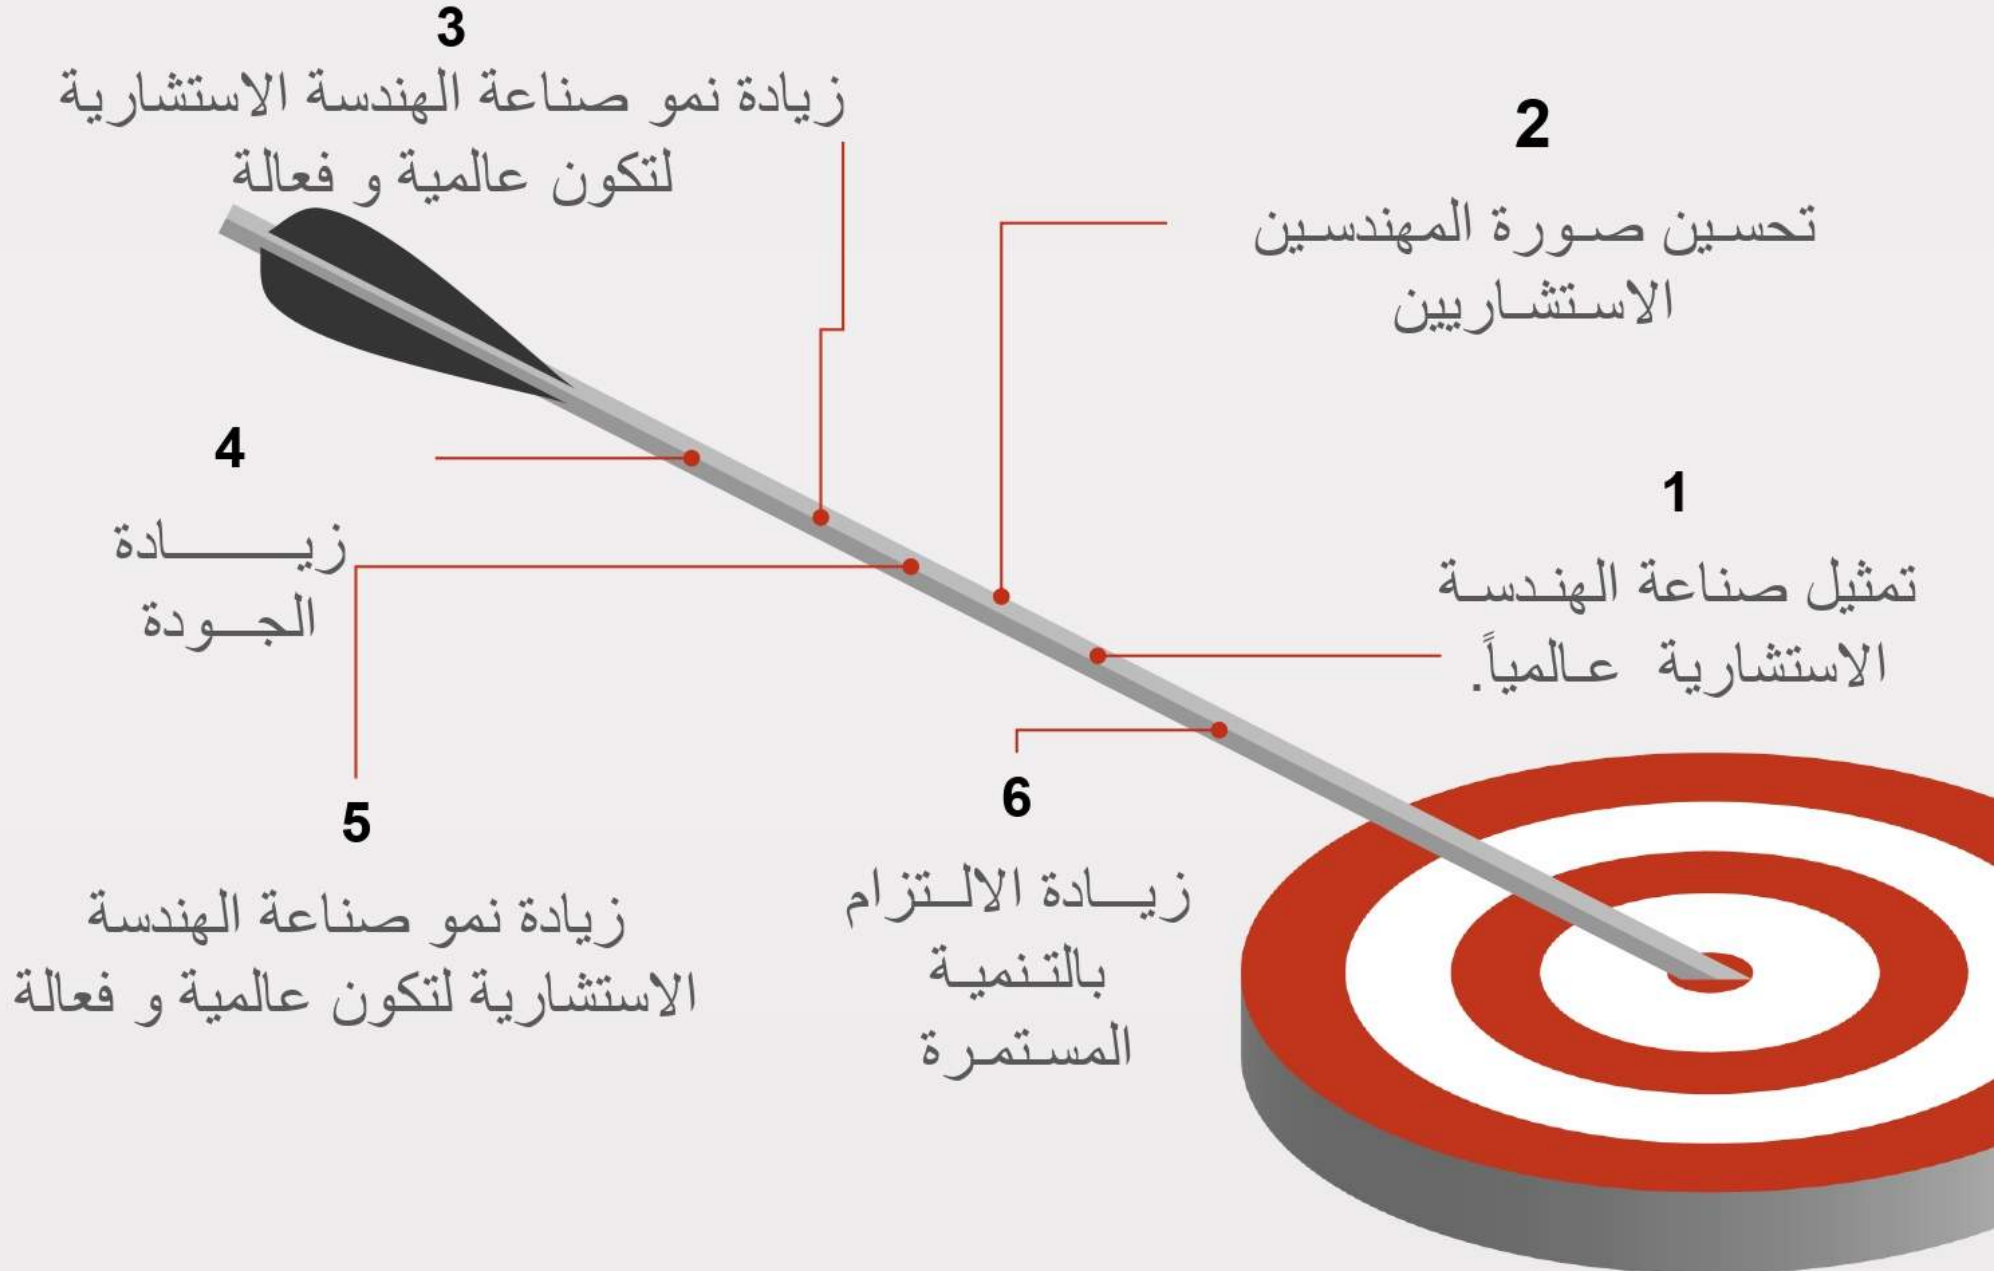 1
تمثيل صناعة الهندسة
الاستشارية عالمياً.
2
تحسين صورة المهندسين
الاستشاريين
3
زيادة نمو صناعة الهندسة الاستشارية
لتكون عالمية و فعالة
4
زيادة
الجودة
5
زيادة نمو صناعة الهندسة
الاستشارية لتكون عالمية و فعالة
6
زيادة الالتزام
بالتنمية
المستمرة